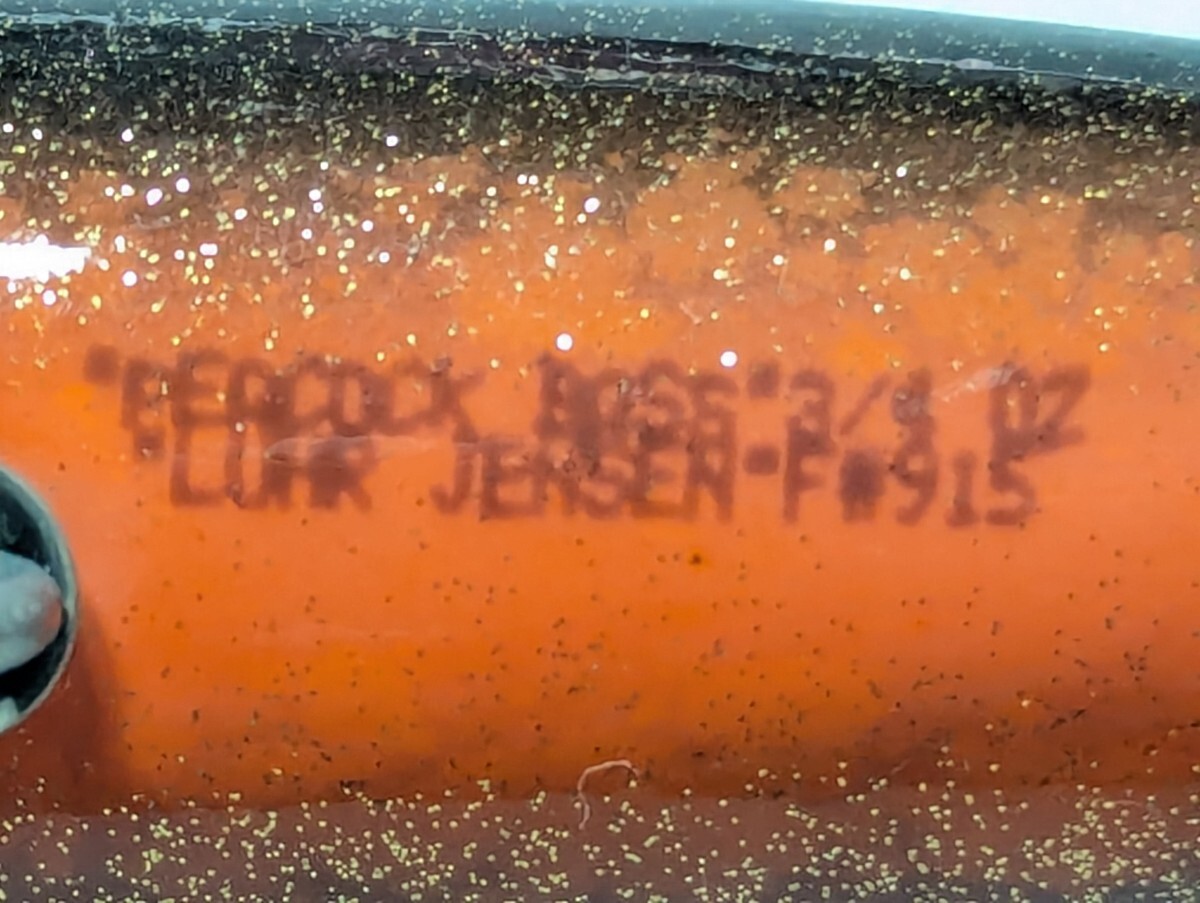 "PEACOCK BASS" 3/4 OZ
LUHR JENSEN-F#915